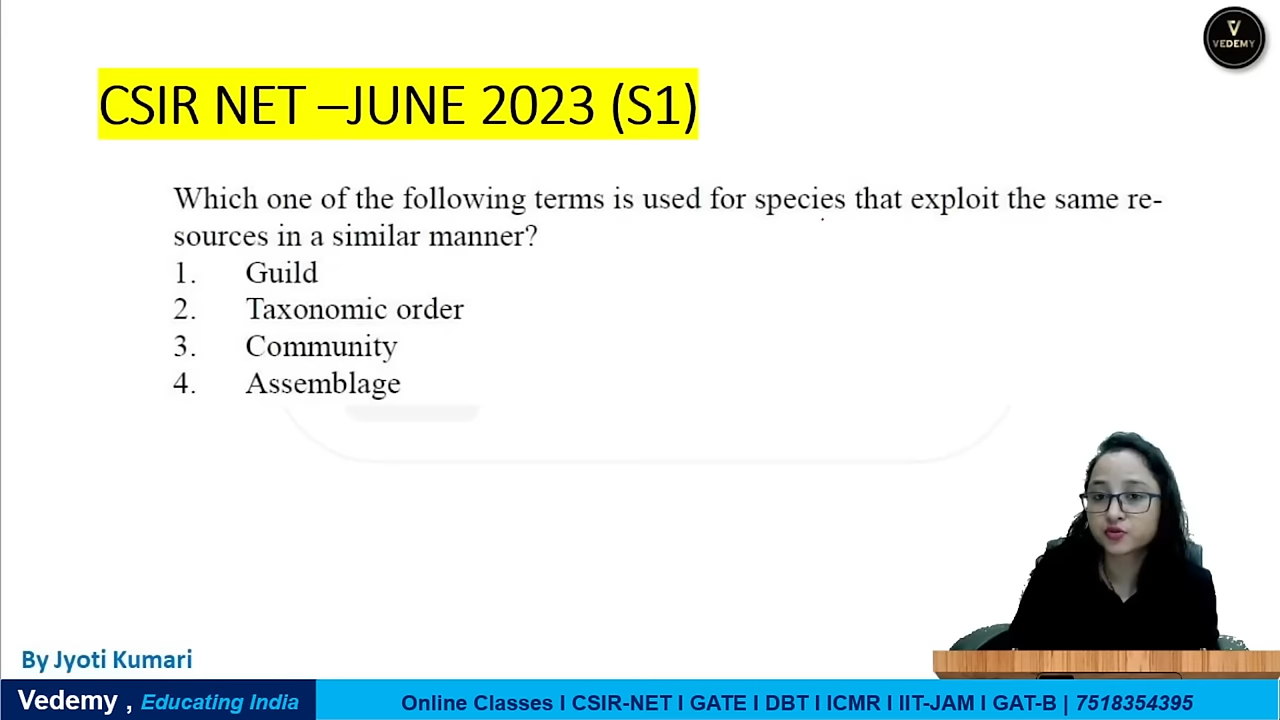 VEDEMY
CSIR NET –JUNE 2023 (S1)
Which one of the following terms is used for species that exploit the same re-
sources in a similar manner?
1. Guild
2. Taxonomic order
3. Community
4. Assemblage
By Jyoti Kumari
Vedemy , Educating India
Online Classes I CSIR-NET I GATE I DBT I ICMR I IIT-JAM I GAT-B | 7518354395